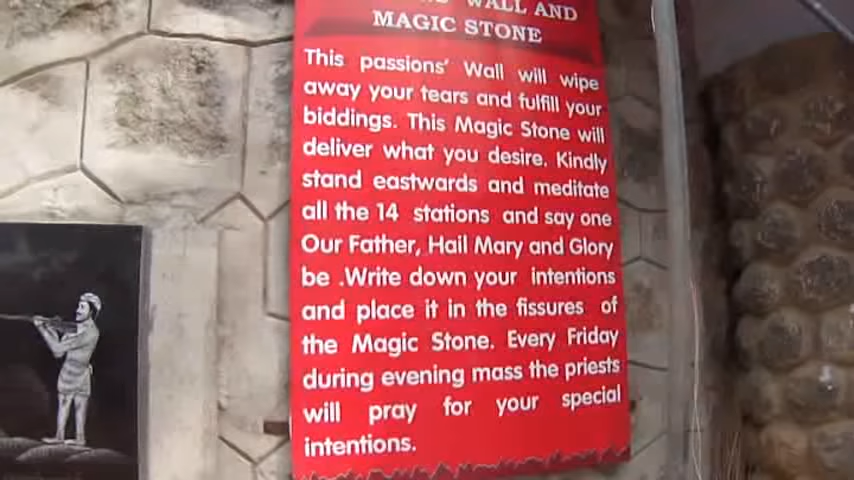 WALL AND
MAGIC STONE
This passions' Wall will wipe
away your tears and fulfill your
biddings. This Magic Stone will
deliver what you desire. Kindly
stand eastwards and meditate
all the 14 stations and say one
Our Father, Hail Mary and Glory
be .Write down your intentions
and place it in the fissures of
the Magic Stone. Every Friday
during evening mass the priests
will pray for your special
intentions.